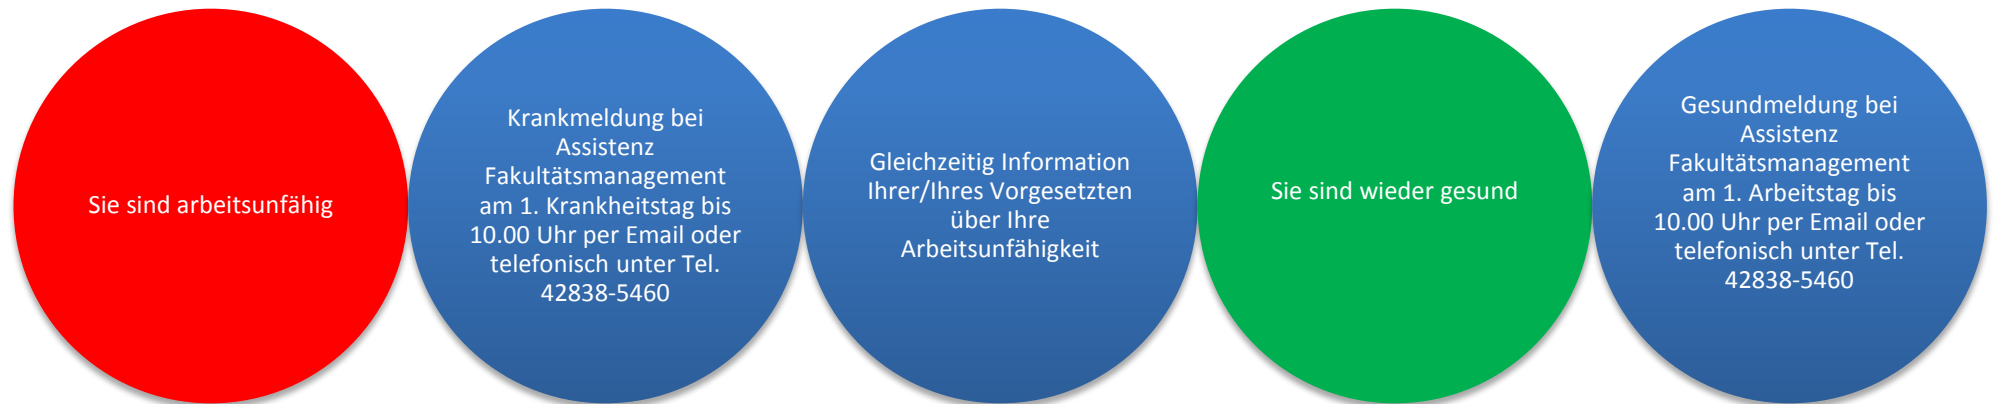 Sie sind arbeitsunfähig
Krankmeldung bei
Assistenz
Fakultätsmanagement
am 1. Krankheitstag bis
10.00 Uhr per Email oder
telefonisch unter Tel.
42838-5460
Gleichzeitig Information
Ihrer/Ihres Vorgesetzten
über Ihre
Arbeitsunfähigkeit
Sie sind wieder gesund
Gesundmeldung bei
Assistenz
Fakultätsmanagement
am 1. Arbeitstag bis
10.00 Uhr per Email oder
telefonisch unter Tel.
42838-5460